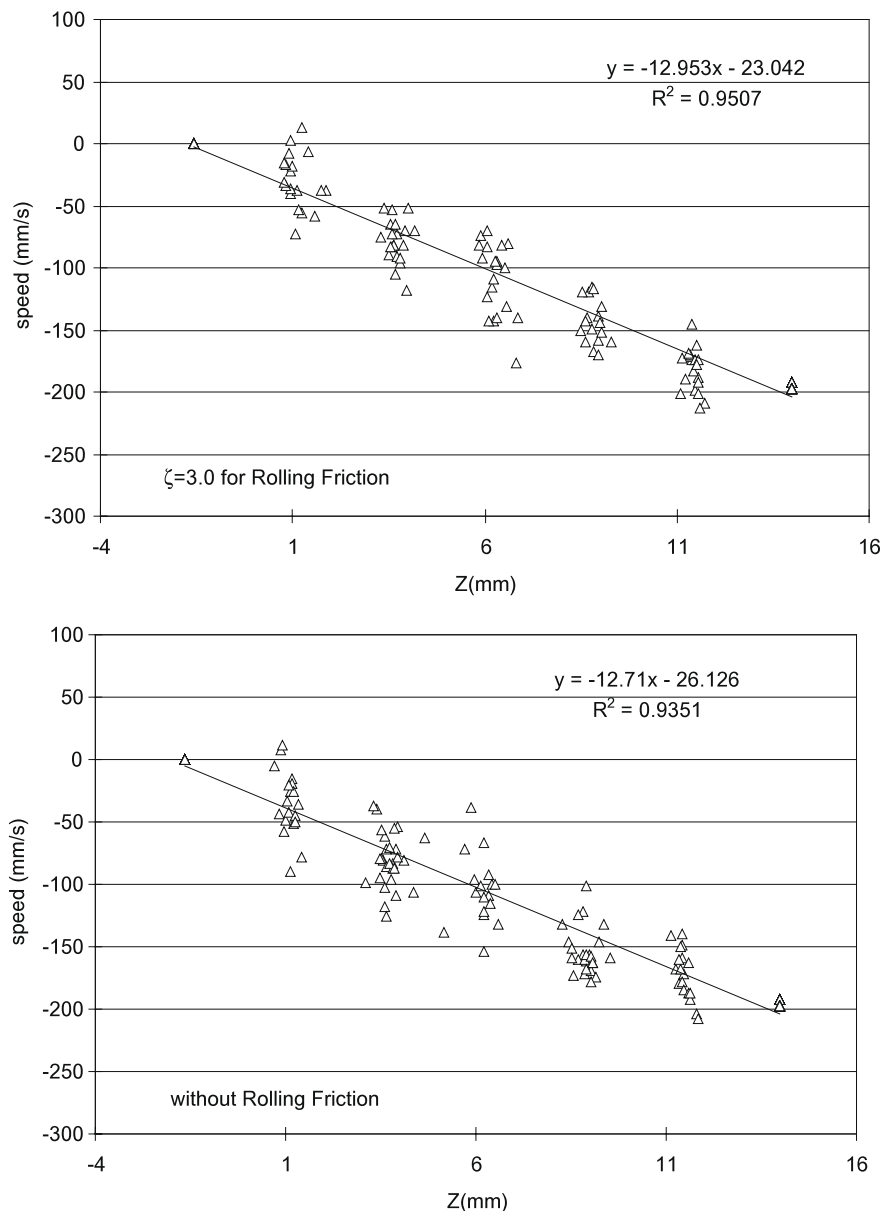 100
50
0
-50
-100
-150
-200
-250
-300
speed (mm/s)
y = -12.953x - 23.042
R² = 0.9507
ζ=3.0 for Rolling Friction
-4 1 6 11 16
Z(mm)
100
50
0
-50
-100
-150
-200
-250
-300
speed (mm/s)
y = -12.71x - 26.126
R² = 0.9351
without Rolling Friction
-4 1 6 11 16
Z(mm)